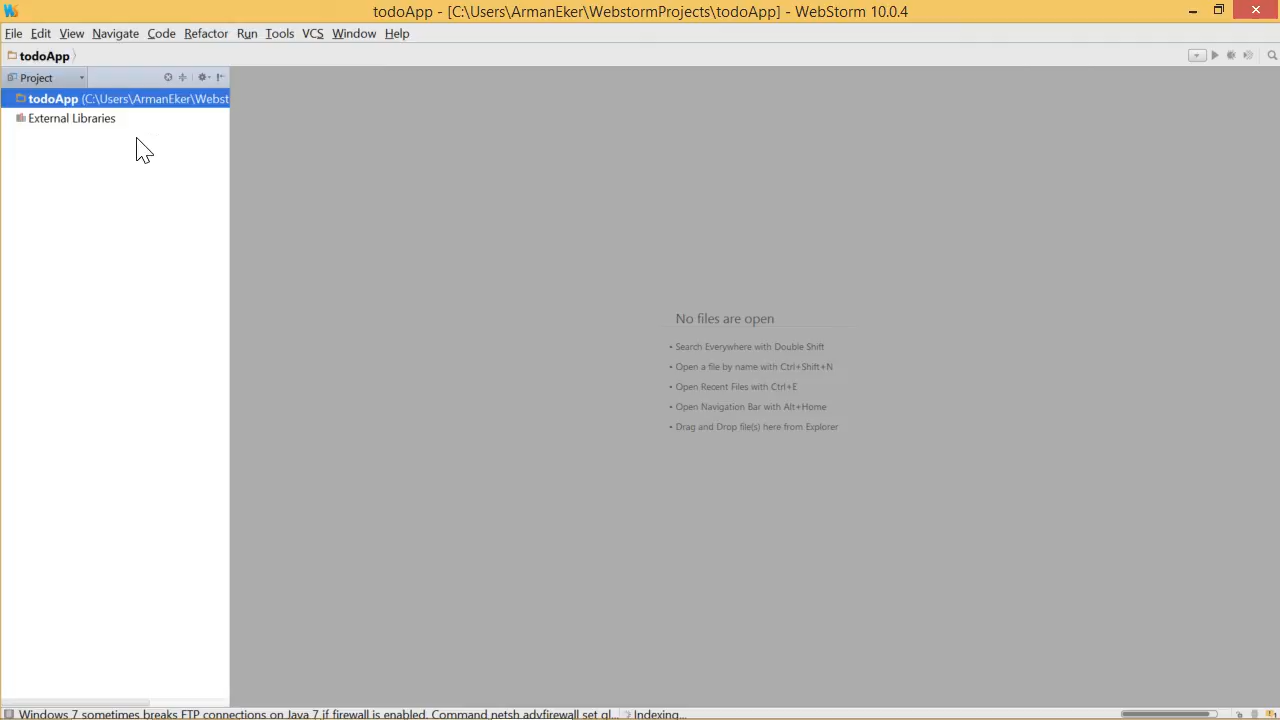 todoApp - [C:\Users\ArmanEker\WebstormProjects\todoApp] - WebStorm 10.0.4
File Edit View Navigate Code Refactor Run Tools VCS Window Help
todoApp
Project
todoApp (C:\Users\ArmanEker\Webst
External Libraries
No files are open
• Search Everywhere with Double Shift
• Open a file by name with Ctrl+Shift+N
• Open Recent Files with Ctrl+E
• Open Navigation Bar with Alt+Home
• Drag and Drop file(s) here from Explorer
Windows 7 sometimes breaks FTP connections on Java 7 if firewall is enabled. Command netsh advfirewall set gl... Indexing...